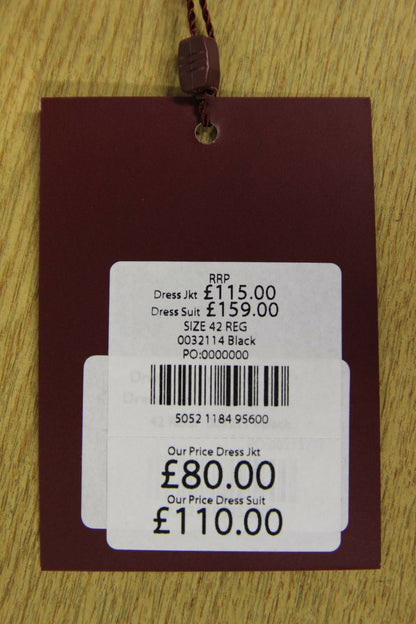 RRP
Dress Jkt £115.00
Dress Suit £159.00
SIZE 42 REG
0032114 Black
PO:0000000
5052 1184 95600
Our Price Dress Jkt
£80.00
Our Price Dress Suit
£110.00